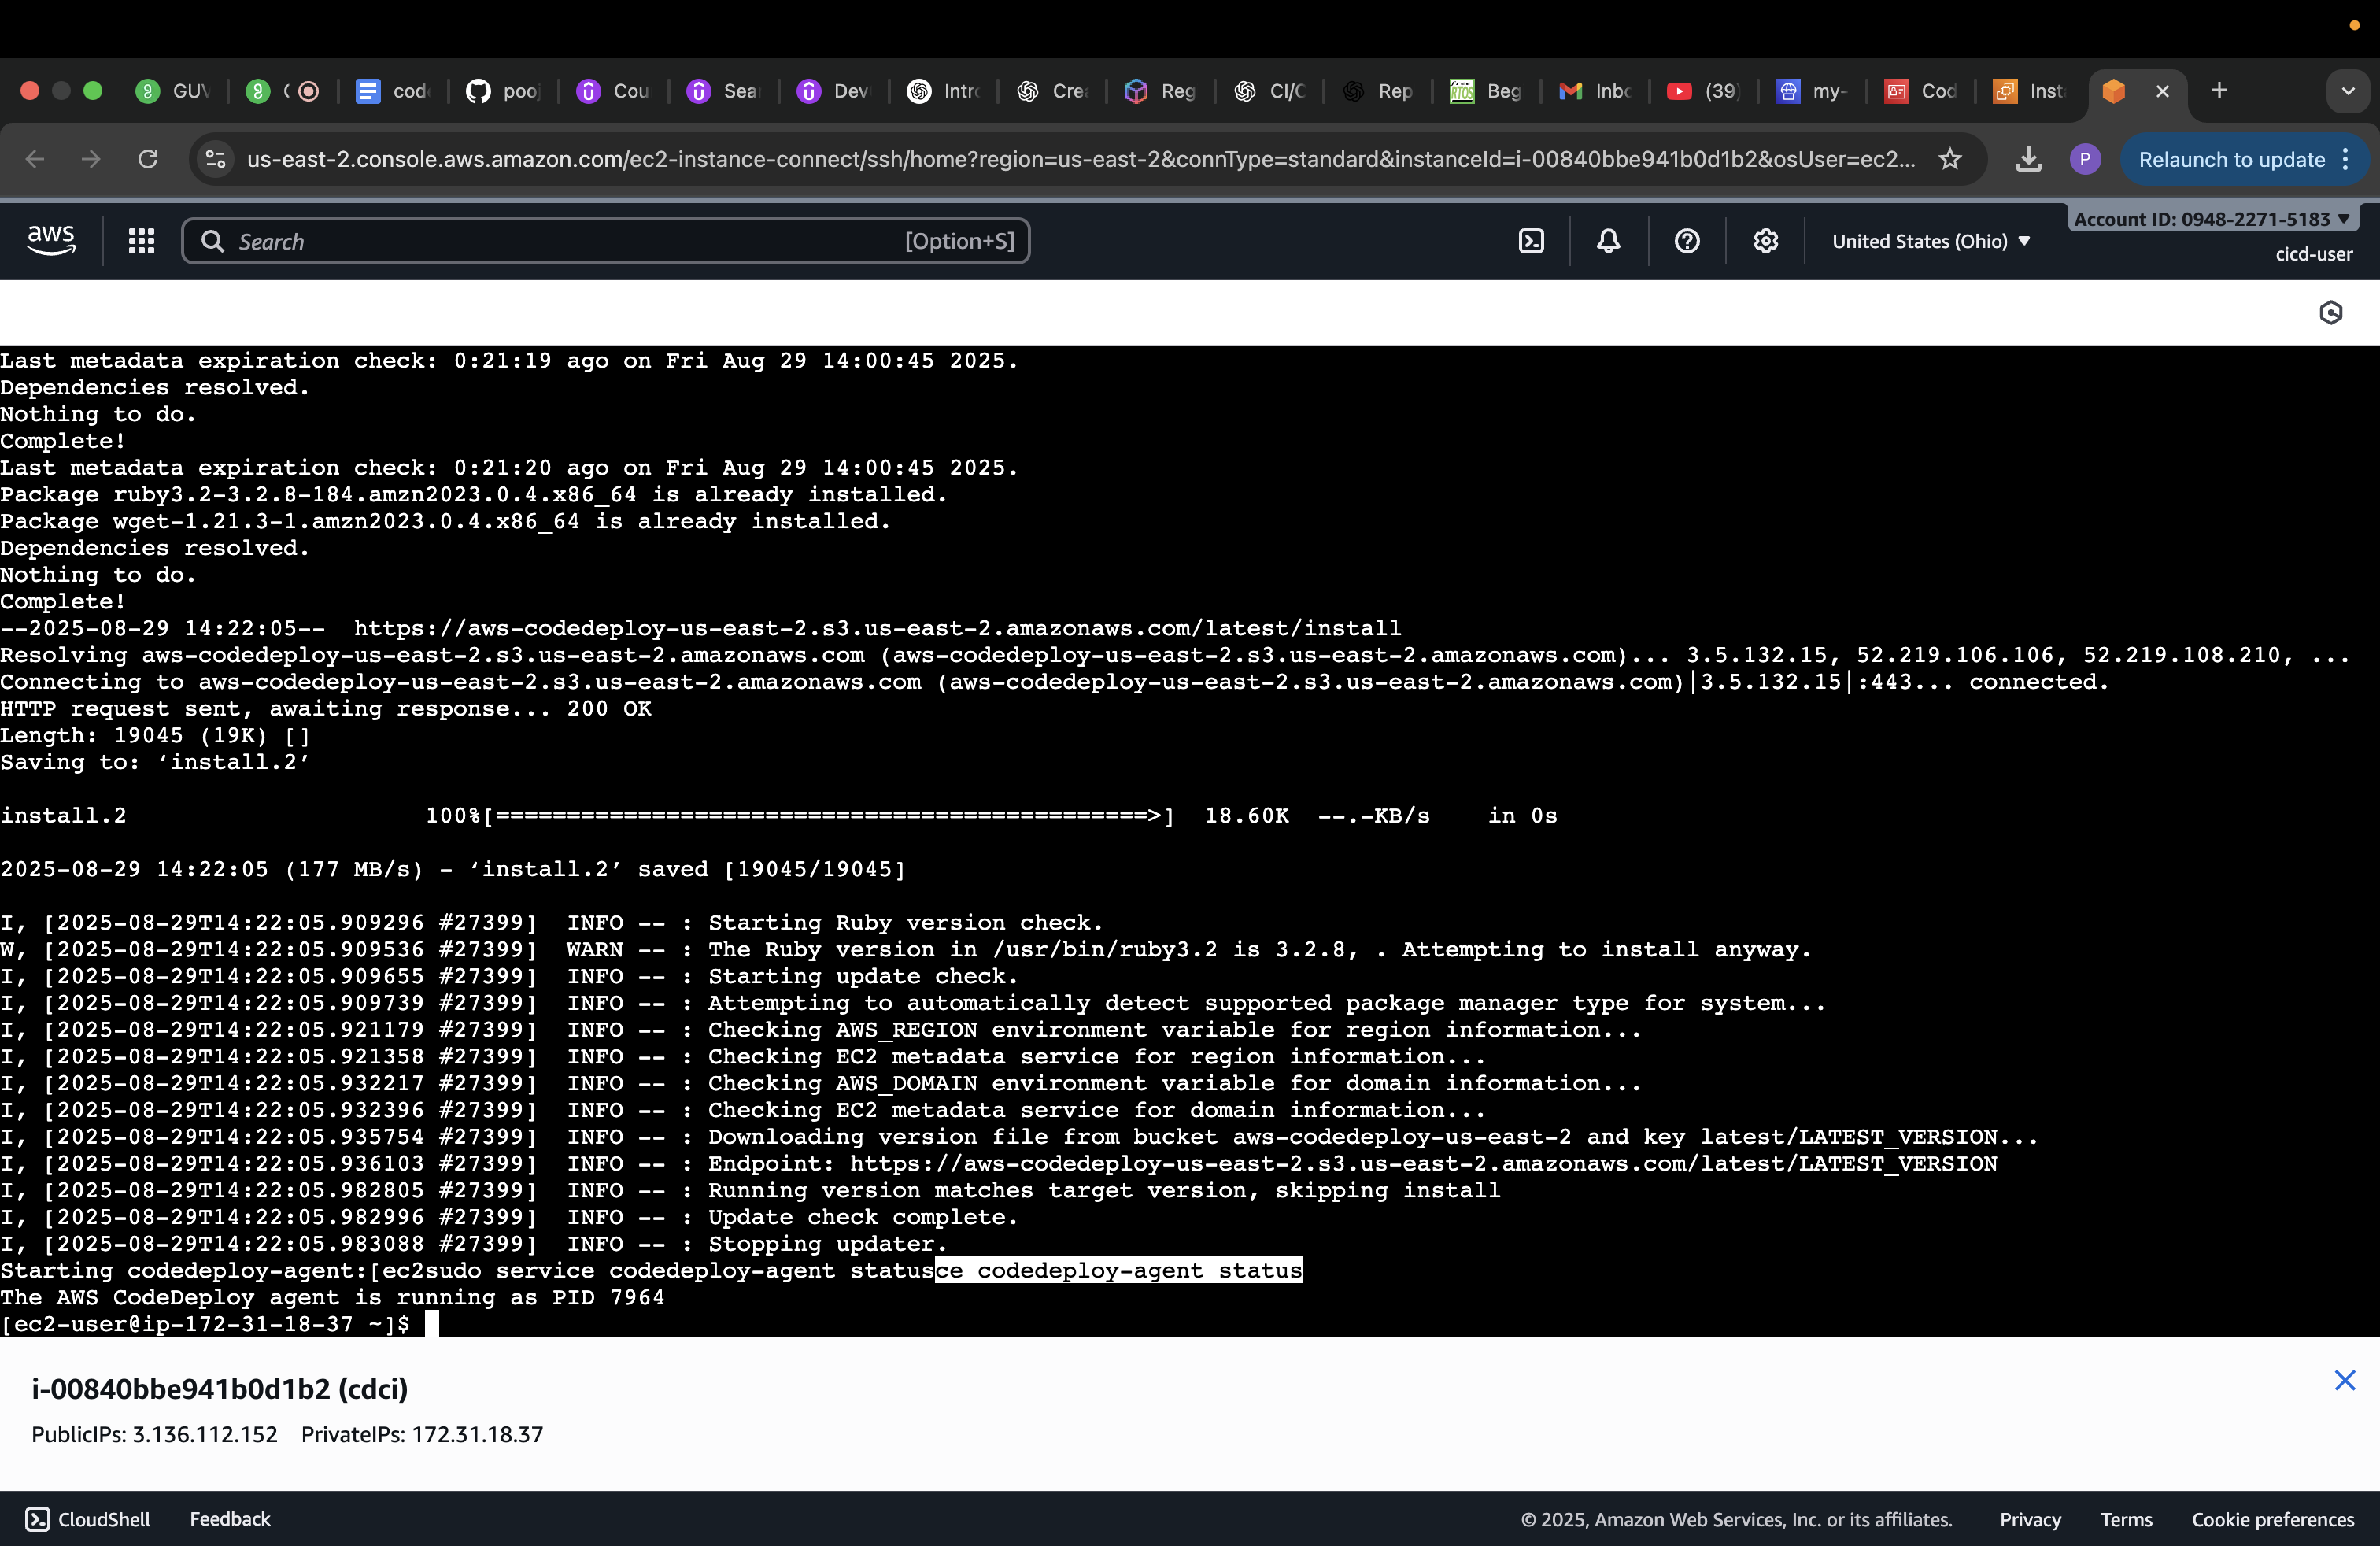 GUV
cod
pooj
Cou
Sea
Dev
Intro
Crea
Reg
CI/C
Rep
Beg
Inbo
(39)
my-
Cod
Inst
us-east-2.console.aws.amazon.com/ec2-instance-connect/ssh/home?region=us-east-2&connType=standard&instanceId=i-00840bbe941b0d1b2&osUser=ec2...
P
Relaunch to update
aws
Search
[Option+S]
United States (Ohio)
Account ID: 0948-2271-5183
cicd-user
Last metadata expiration check: 0:21:19 ago on Fri Aug 29 14:00:45 2025.
Dependencies resolved.
Nothing to do.
Complete!
Last metadata expiration check: 0:21:20 ago on Fri Aug 29 14:00:45 2025.
Package ruby3.2-3.2.8-184.amzn2023.0.4.x86_64 is already installed.
Package wget-1.21.3-1.amzn2023.0.4.x86_64 is already installed.
Dependencies resolved.
Nothing to do.
Complete!
--2025-08-29 14:22:05--  https://aws-codedeploy-us-east-2.s3.us-east-2.amazonaws.com/latest/install
Resolving aws-codedeploy-us-east-2.s3.us-east-2.amazonaws.com (aws-codedeploy-us-east-2.s3.us-east-2.amazonaws.com)... 3.5.132.15, 52.219.106.106, 52.219.108.210, ...
Connecting to aws-codedeploy-us-east-2.s3.us-east-2.amazonaws.com (aws-codedeploy-us-east-2.s3.us-east-2.amazonaws.com)|3.5.132.15|:443... connected.
HTTP request sent, awaiting response... 200 OK
Length: 19045 (19K) []
Saving to: ‘install.2’
install.2                     100%[==============================================>]  18.60K  --.-KB/s    in 0s
2025-08-29 14:22:05 (177 MB/s) - ‘install.2’ saved [19045/19045]
I, [2025-08-29T14:22:05.909296 #27399]  INFO -- : Starting Ruby version check.
W, [2025-08-29T14:22:05.909536 #27399]  WARN -- : The Ruby version in /usr/bin/ruby3.2 is 3.2.8, . Attempting to install anyway.
I, [2025-08-29T14:22:05.909655 #27399]  INFO -- : Starting update check.
I, [2025-08-29T14:22:05.909739 #27399]  INFO -- : Attempting to automatically detect supported package manager type for system...
I, [2025-08-29T14:22:05.921179 #27399]  INFO -- : Checking AWS_REGION environment variable for region information...
I, [2025-08-29T14:22:05.921358 #27399]  INFO -- : Checking EC2 metadata service for region information...
I, [2025-08-29T14:22:05.932217 #27399]  INFO -- : Checking AWS_DOMAIN environment variable for domain information...
I, [2025-08-29T14:22:05.932396 #27399]  INFO -- : Checking EC2 metadata service for domain information...
I, [2025-08-29T14:22:05.935754 #27399]  INFO -- : Downloading version file from bucket aws-codedeploy-us-east-2 and key latest/LATEST_VERSION...
I, [2025-08-29T14:22:05.936103 #27399]  INFO -- : Endpoint: https://aws-codedeploy-us-east-2.s3.us-east-2.amazonaws.com/latest/LATEST_VERSION
I, [2025-08-29T14:22:05.982805 #27399]  INFO -- : Running version matches target version, skipping install
I, [2025-08-29T14:22:05.982996 #27399]  INFO -- : Update check complete.
I, [2025-08-29T14:22:05.983088 #27399]  INFO -- : Stopping updater.
Starting codedeploy-agent:[ec2sudo service codedeploy-agent statusce codedeploy-agent status
The AWS CodeDeploy agent is running as PID 7964
[ec2-user@ip-172-31-18-37 ~]$
i-00840bbe941b0d1b2 (cdci)
PublicIPs: 3.136.112.152    PrivateIPs: 172.31.18.37
CloudShell
Feedback
© 2025, Amazon Web Services, Inc. or its affiliates.
Privacy
Terms
Cookie preferences